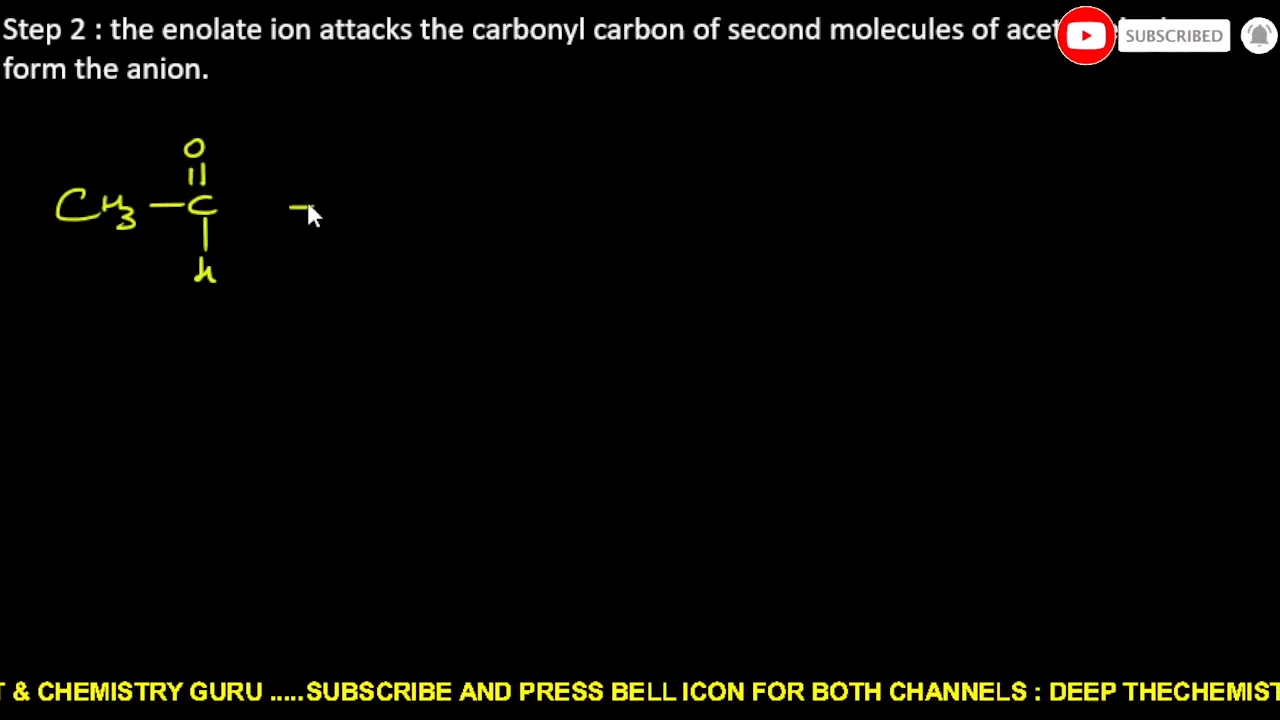 Step 2 : the enolate ion attacks the carbonyl carbon of second molecules of
form the anion.
SUBSCRIBED
O
CH3 — C
H
& CHEMISTRY GURU .....SUBSCRIBE AND PRESS BELL ICON FOR BOTH CHANNELS : DEEP THECHEMIST